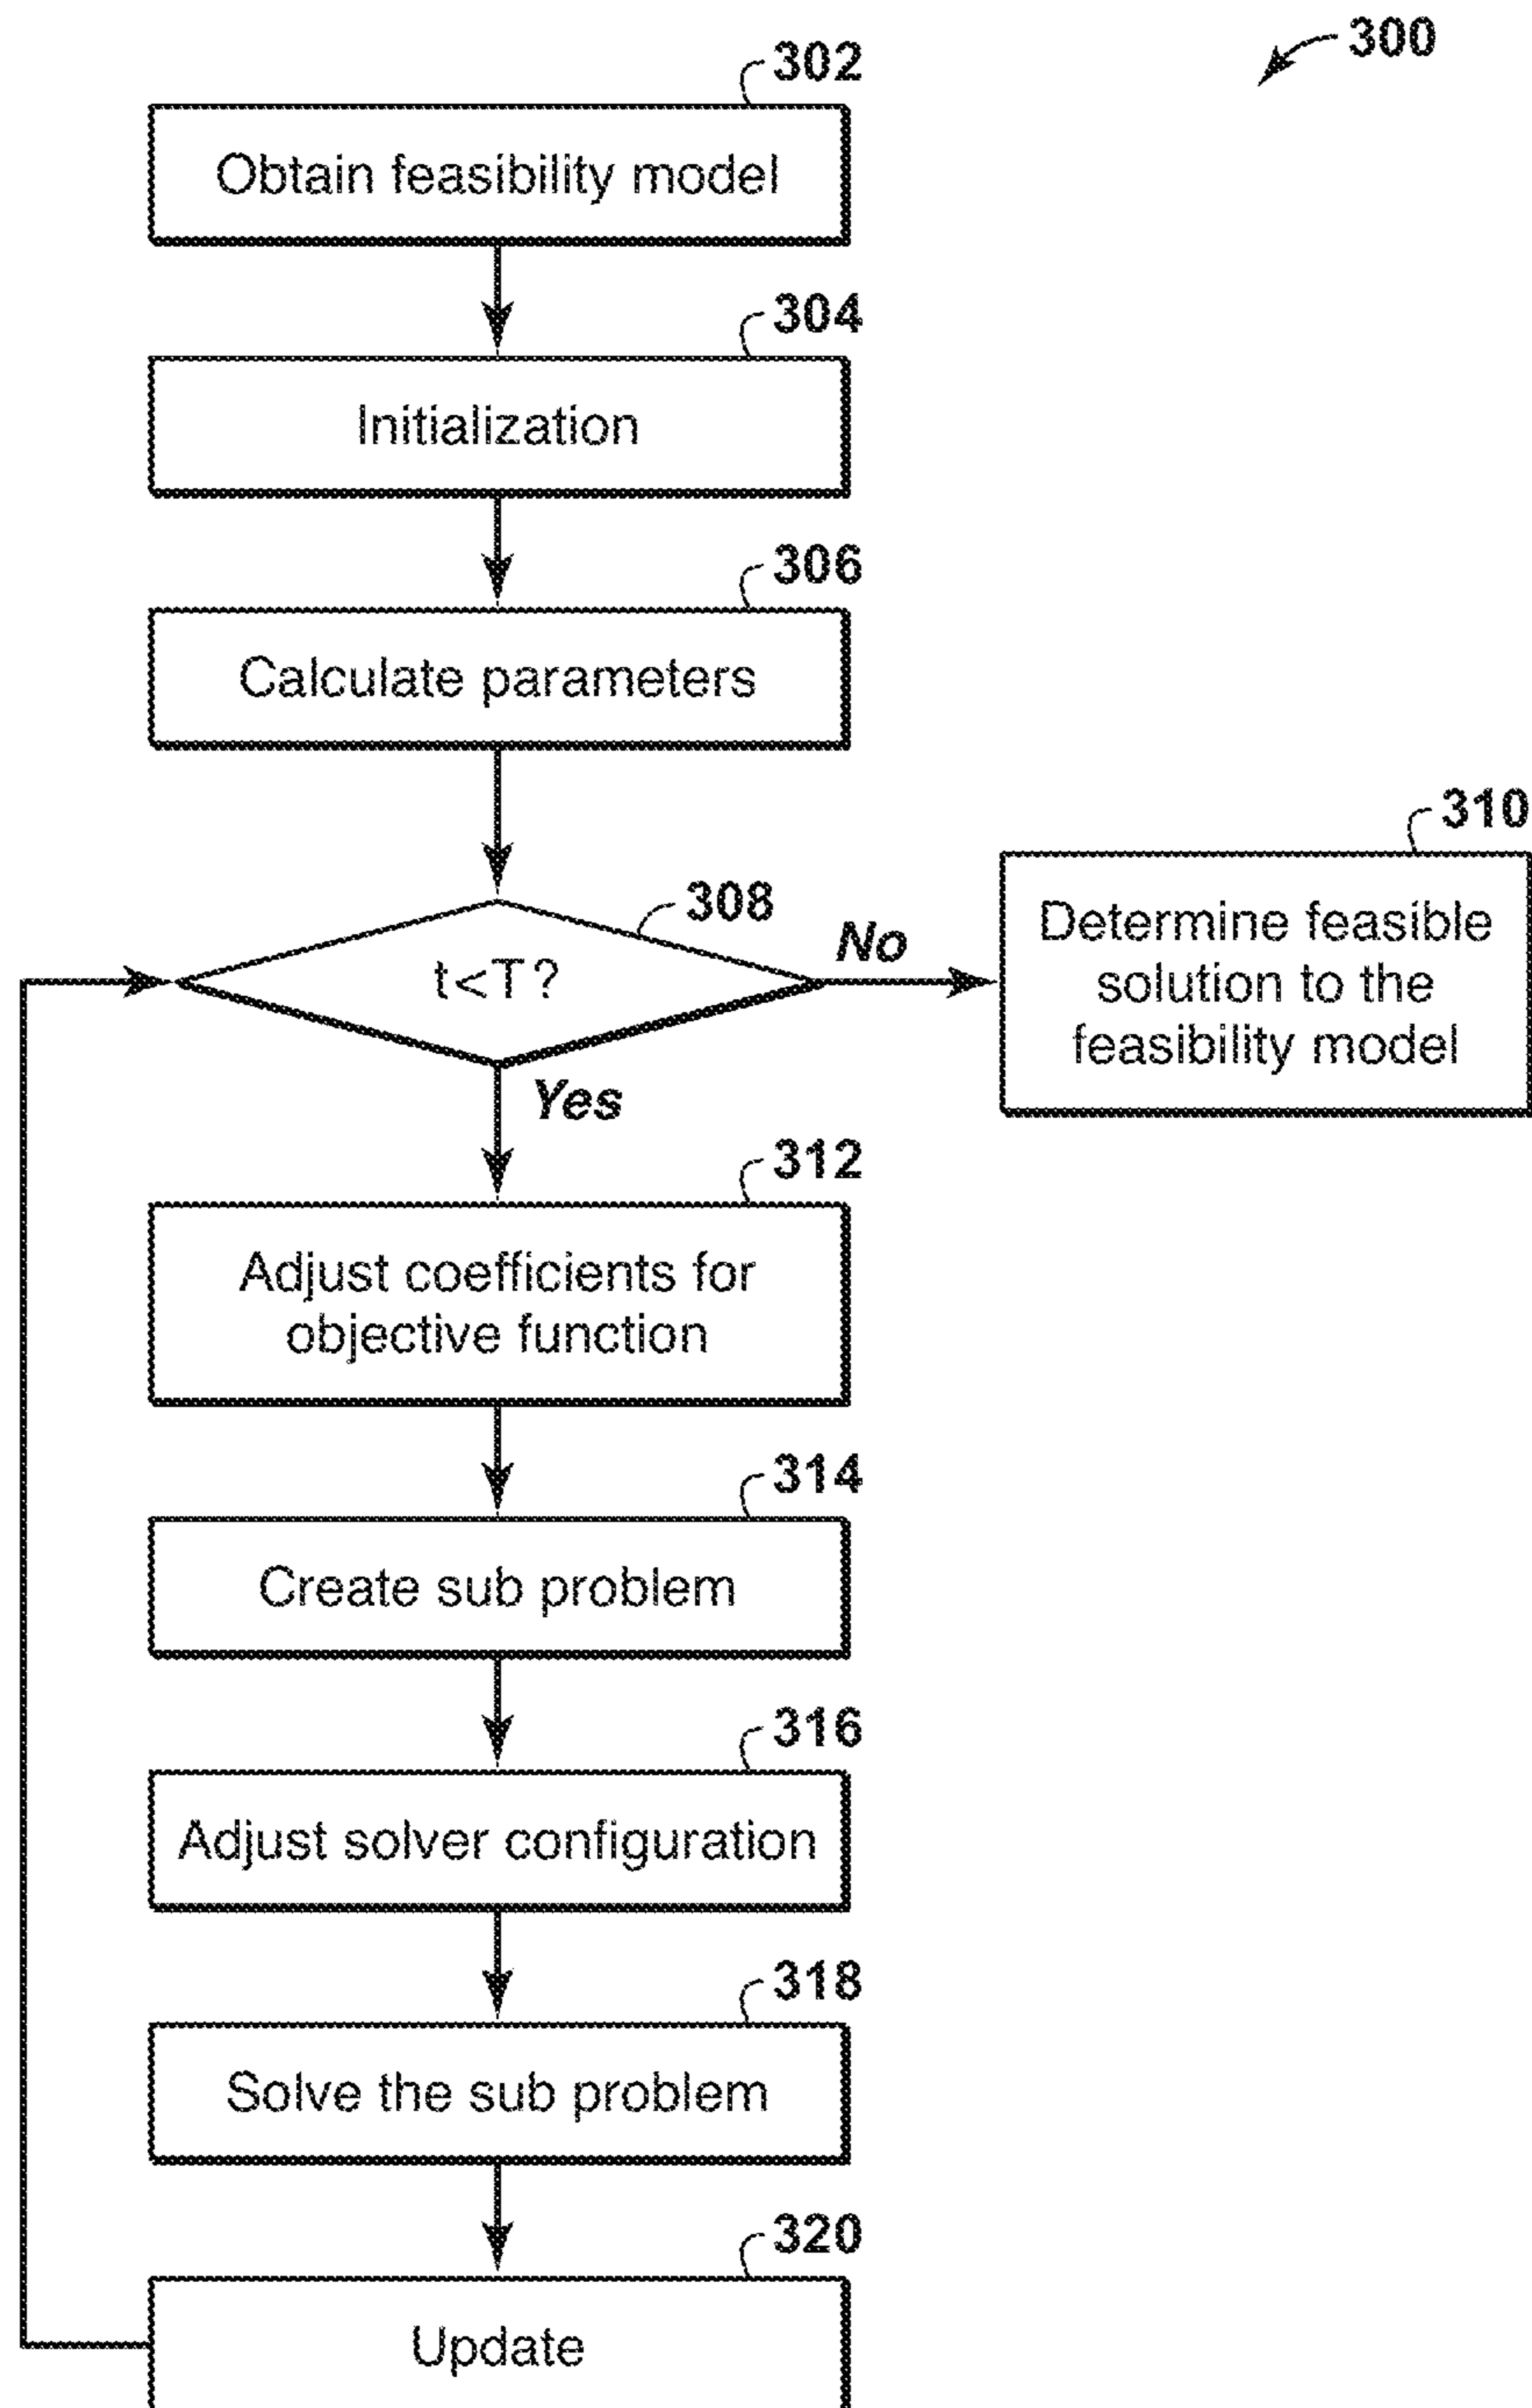 300
302
Obtain feasibility model
304
Initialization
306
Calculate parameters
308
t<T?
No
310
Determine feasible
solution to the
feasibility model
Yes
312
Adjust coefficients for
objective function
314
Create sub problem
316
Adjust solver configuration
318
Solve the sub problem
320
Update